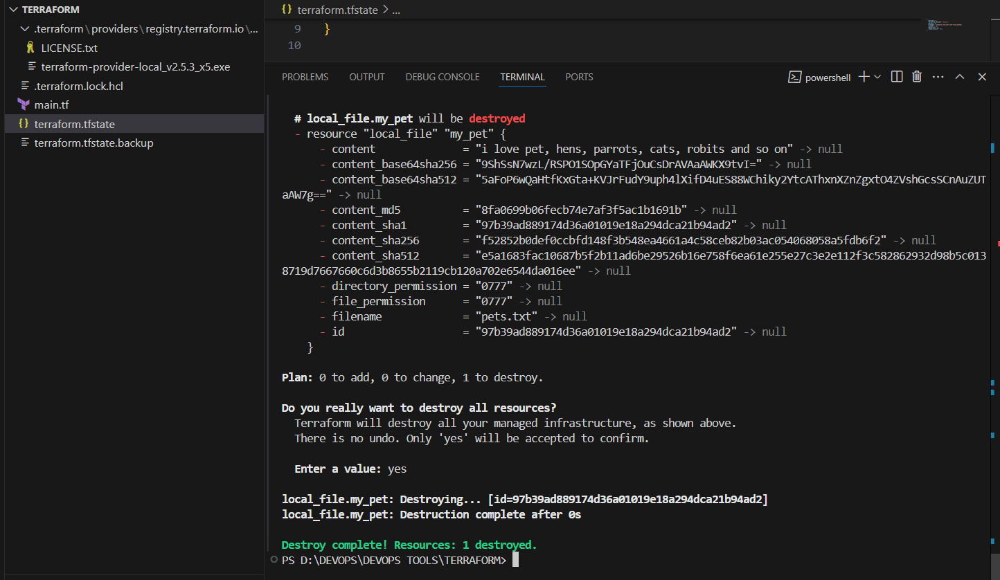 TERRAFORM
.terraform\providers\registry.terraform.io\...
LICENSE.txt
terraform-provider-local_v2.5.3_x5.exe
.terraform.lock.hcl
main.tf
{} terraform.tfstate
terraform.tfstate.backup
{} terraform.tfstate > ...
9 }
10
PROBLEMS OUTPUT DEBUG CONSOLE TERMINAL PORTS powershell
# local_file.my_pet will be destroyed
- resource "local_file" "my_pet" {
- content = "i love pet, hens, parrots, cats, robits and so on" -> null
- content_base64sha256 = "9ShSsN7wzL/RSPO1SOpGYaTFjOuCsDrAVAaAWKX9tvI=" -> null
- content_base64sha512 = "5aFoP6wQaHtfKxGta+KVJrFudY9uph4lXifD4uES88WChiky2YtcAThxnXZnZgxtO4ZVshGcsSCnAuZUT
aAW7g==" -> null
- content_md5 = "8fa0699b06fecb74e7af3f5ac1b1691b" -> null
- content_sha1 = "97b39ad889174d36a01019e18a294dca21b94ad2" -> null
- content_sha256 = "f52852b0def0ccbfd148f3b548ea4661a4c58ceb82b03ac054068058a5fdb6f2" -> null
- content_sha512 = "e5a1683fac10687b5f2b11ad6be29526b16e758f6ea61e255e27c3e2e112f3c582862932d98b5c013
8719d7667660c6d3b8655b2119cb120a702e6544da016ee" -> null
- directory_permission = "0777" -> null
- file_permission = "0777" -> null
- filename = "pets.txt" -> null
- id = "97b39ad889174d36a01019e18a294dca21b94ad2" -> null
}
Plan: 0 to add, 0 to change, 1 to destroy.
Do you really want to destroy all resources?
Terraform will destroy all your managed infrastructure, as shown above.
There is no undo. Only 'yes' will be accepted to confirm.
Enter a value: yes
local_file.my_pet: Destroying... [id=97b39ad889174d36a01019e18a294dca21b94ad2]
local_file.my_pet: Destruction complete after 0s
Destroy complete! Resources: 1 destroyed.
PS D:\DEVOPS\DEVOPS TOOLS\TERRAFORM>